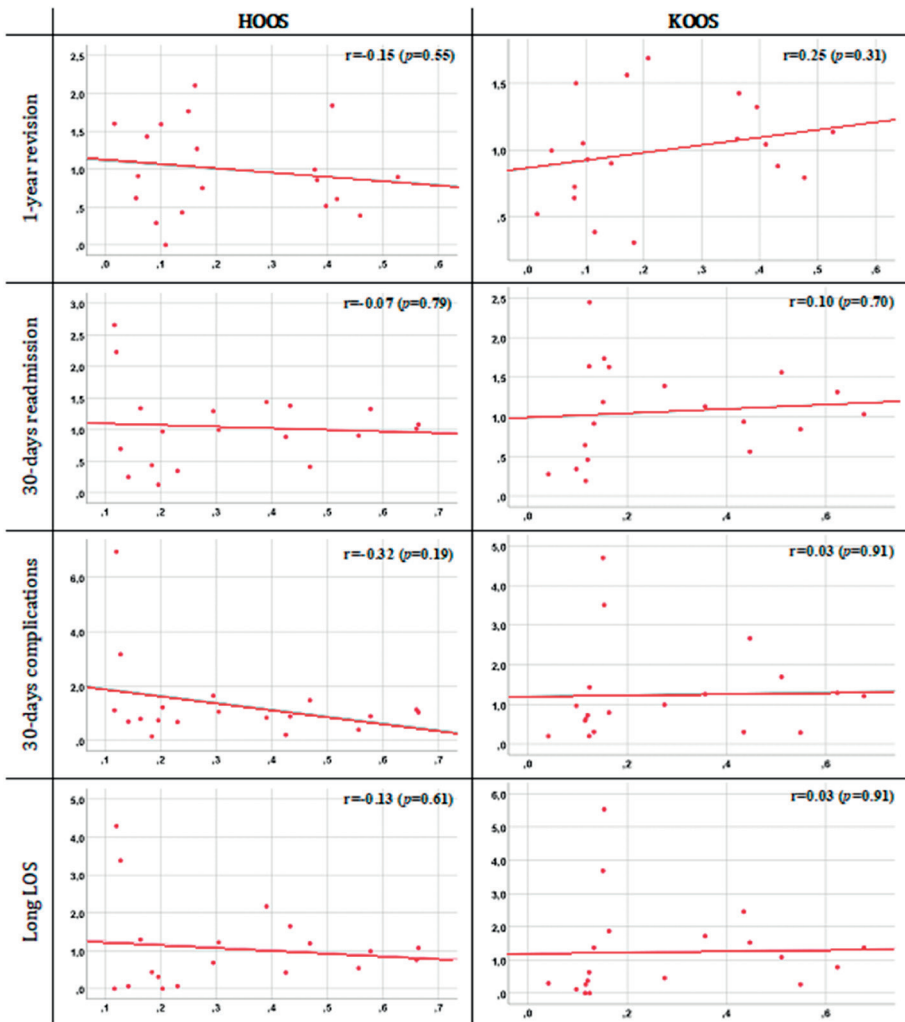 HOOS KOOS
1-year revision
r=-0.15 (p=0.55)
2,5
2,0
1,5
1,0
,5
,0
,0 ,1 ,2 ,3 ,4 ,5 ,6
r=0.25 (p=0.31)
1,5
1,0
,5
,0 ,1 ,2 ,3 ,4 ,5 ,6
30-days readmission
r=-0.07 (p=0.79)
3,0
2,5
2,0
1,5
1,0
,5
,0
,1 ,2 ,3 ,4 ,5 ,6 ,7
r=0.10 (p=0.70)
2,5
2,0
1,5
1,0
,5
,0
,0 ,2 ,4 ,6
30-days complications
r=-0.32 (p=0.19)
6,0
4,0
2,0
,0
,1 ,2 ,3 ,4 ,5 ,6 ,7
r=0.03 (p=0.91)
5,0
4,0
3,0
2,0
1,0
,0
,0 ,2 ,4 ,6
Long LOS
r=-0.13 (p=0.61)
5,0
4,0
3,0
2,0
1,0
,0
,1 ,2 ,3 ,4 ,5 ,6 ,7
r=0.03 (p=0.91)
6,0
5,0
4,0
3,0
2,0
1,0
,0
,0 ,2 ,4 ,6